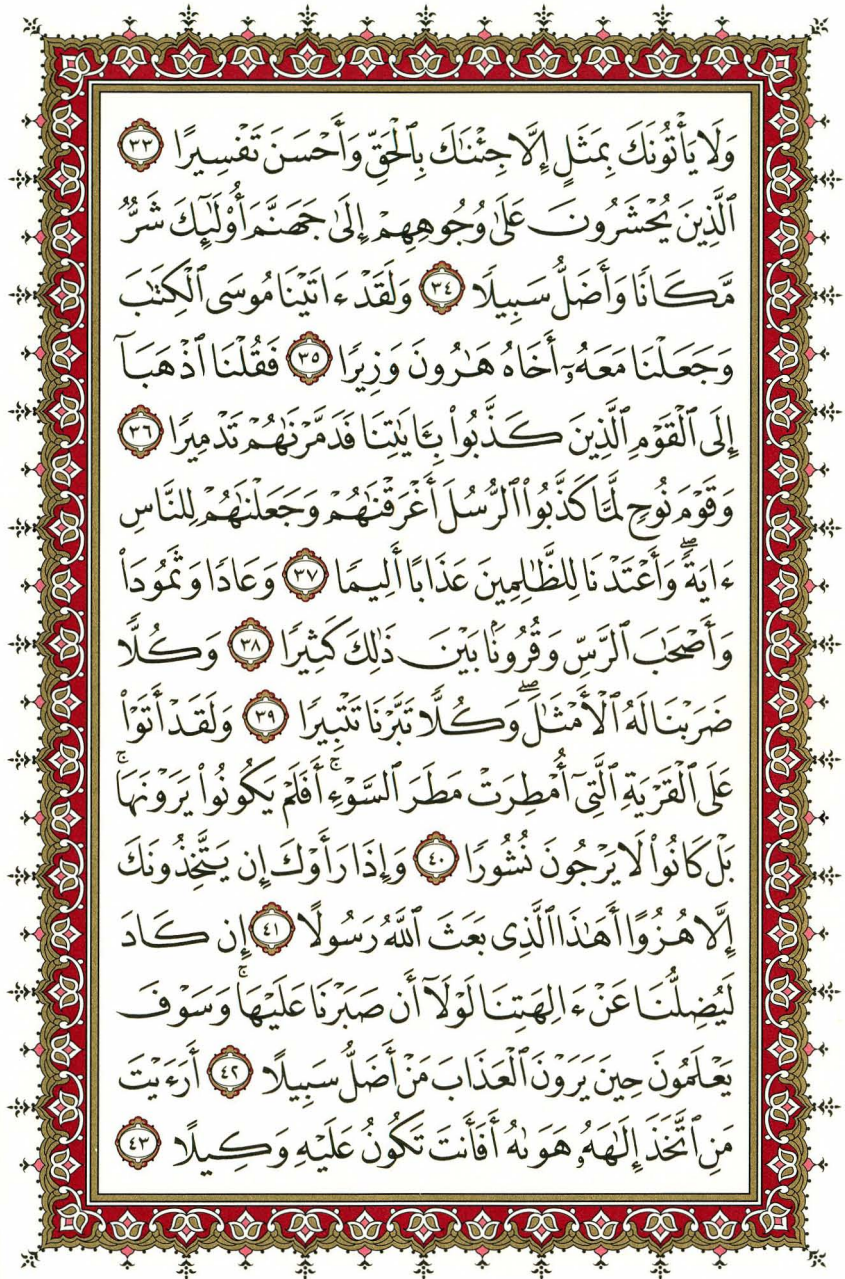 وَلَا يَأْتُونَكَ بِمَثَلٍ إِلَّا جِئْنَٰكَ بِٱلْحَقِّ وَأَحْسَنَ تَفْسِيرًا ٣٣
ٱلَّذِينَ يُحْشَرُونَ عَلَىٰ وُجُوهِهِمْ إِلَىٰ جَهَنَّمَ أُو۟لَٰٓئِكَ شَرٌّ
مَّكَانًا وَأَضَلُّ سَبِيلًا ٣٤ وَلَقَدْ ءَاتَيْنَا مُوسَى ٱلْكِتَٰبَ
وَجَعَلْنَا مَعَهُۥٓ أَخَاهُ هَٰرُونَ وَزِيرًا ٣٥ فَقُلْنَا ٱذْهَبَآ
إِلَى ٱلْقَوْمِ ٱلَّذِينَ كَذَّبُوا۟ بِـَٔايَٰتِنَا فَدَمَّرْنَٰهُمْ تَدْمِيرًا ٣٦
وَقَوْمَ نُوحٍ لَّمَّا كَذَّبُوا۟ ٱلرُّسُلَ أَغْرَقْنَٰهُمْ وَجَعَلْنَٰهُمْ لِلنَّاسِ
ءَايَةً ۖ وَأَعْتَدْنَا لِلظَّٰلِمِينَ عَذَابًا أَلِيمًا ٣٧ وَعَادًا وَثَمُودَا۟
وَأَصْحَٰبَ ٱلرَّسِّ وَقُرُونًۢا بَيْنَ ذَٰلِكَ كَثِيرًا ٣٨ وَكُلًّا
ضَرَبْنَا لَهُ ٱلْأَمْثَٰلَ ۖ وَكُلًّا تَبَّرْنَا تَتْبِيرًا ٣٩ وَلَقَدْ أَتَوْا۟
عَلَى ٱلْقَرْيَةِ ٱلَّتِىٓ أُمْطِرَتْ مَطَرَ ٱلسَّوْءِ ۚ أَفَلَمْ يَكُونُوا۟ يَرَوْنَهَا ۚ
بَلْ كَانُوا۟ لَا يَرْجُونَ نُشُورًا ٤٠ وَإِذَا رَأَوْكَ إِن يَتَّخِذُونَكَ
إِلَّا هُزُوًا أَهَٰذَا ٱلَّذِى بَعَثَ ٱللَّهُ رَسُولًا ٤١ إِن كَادَ
لَيُضِلُّنَا عَنْ ءَالِهَتِنَا لَوْلَآ أَن صَبَرْنَا عَلَيْهَا ۚ وَسَوْفَ
يَعْلَمُونَ حِينَ يَرَوْنَ ٱلْعَذَابَ مَنْ أَضَلُّ سَبِيلًا ٤٢ أَرَءَيْتَ
مَنِ ٱتَّخَذَ إِلَٰهَهُۥ هَوَىٰهُ أَفَأَنتَ تَكُونُ عَلَيْهِ وَكِيلًا ٤٣